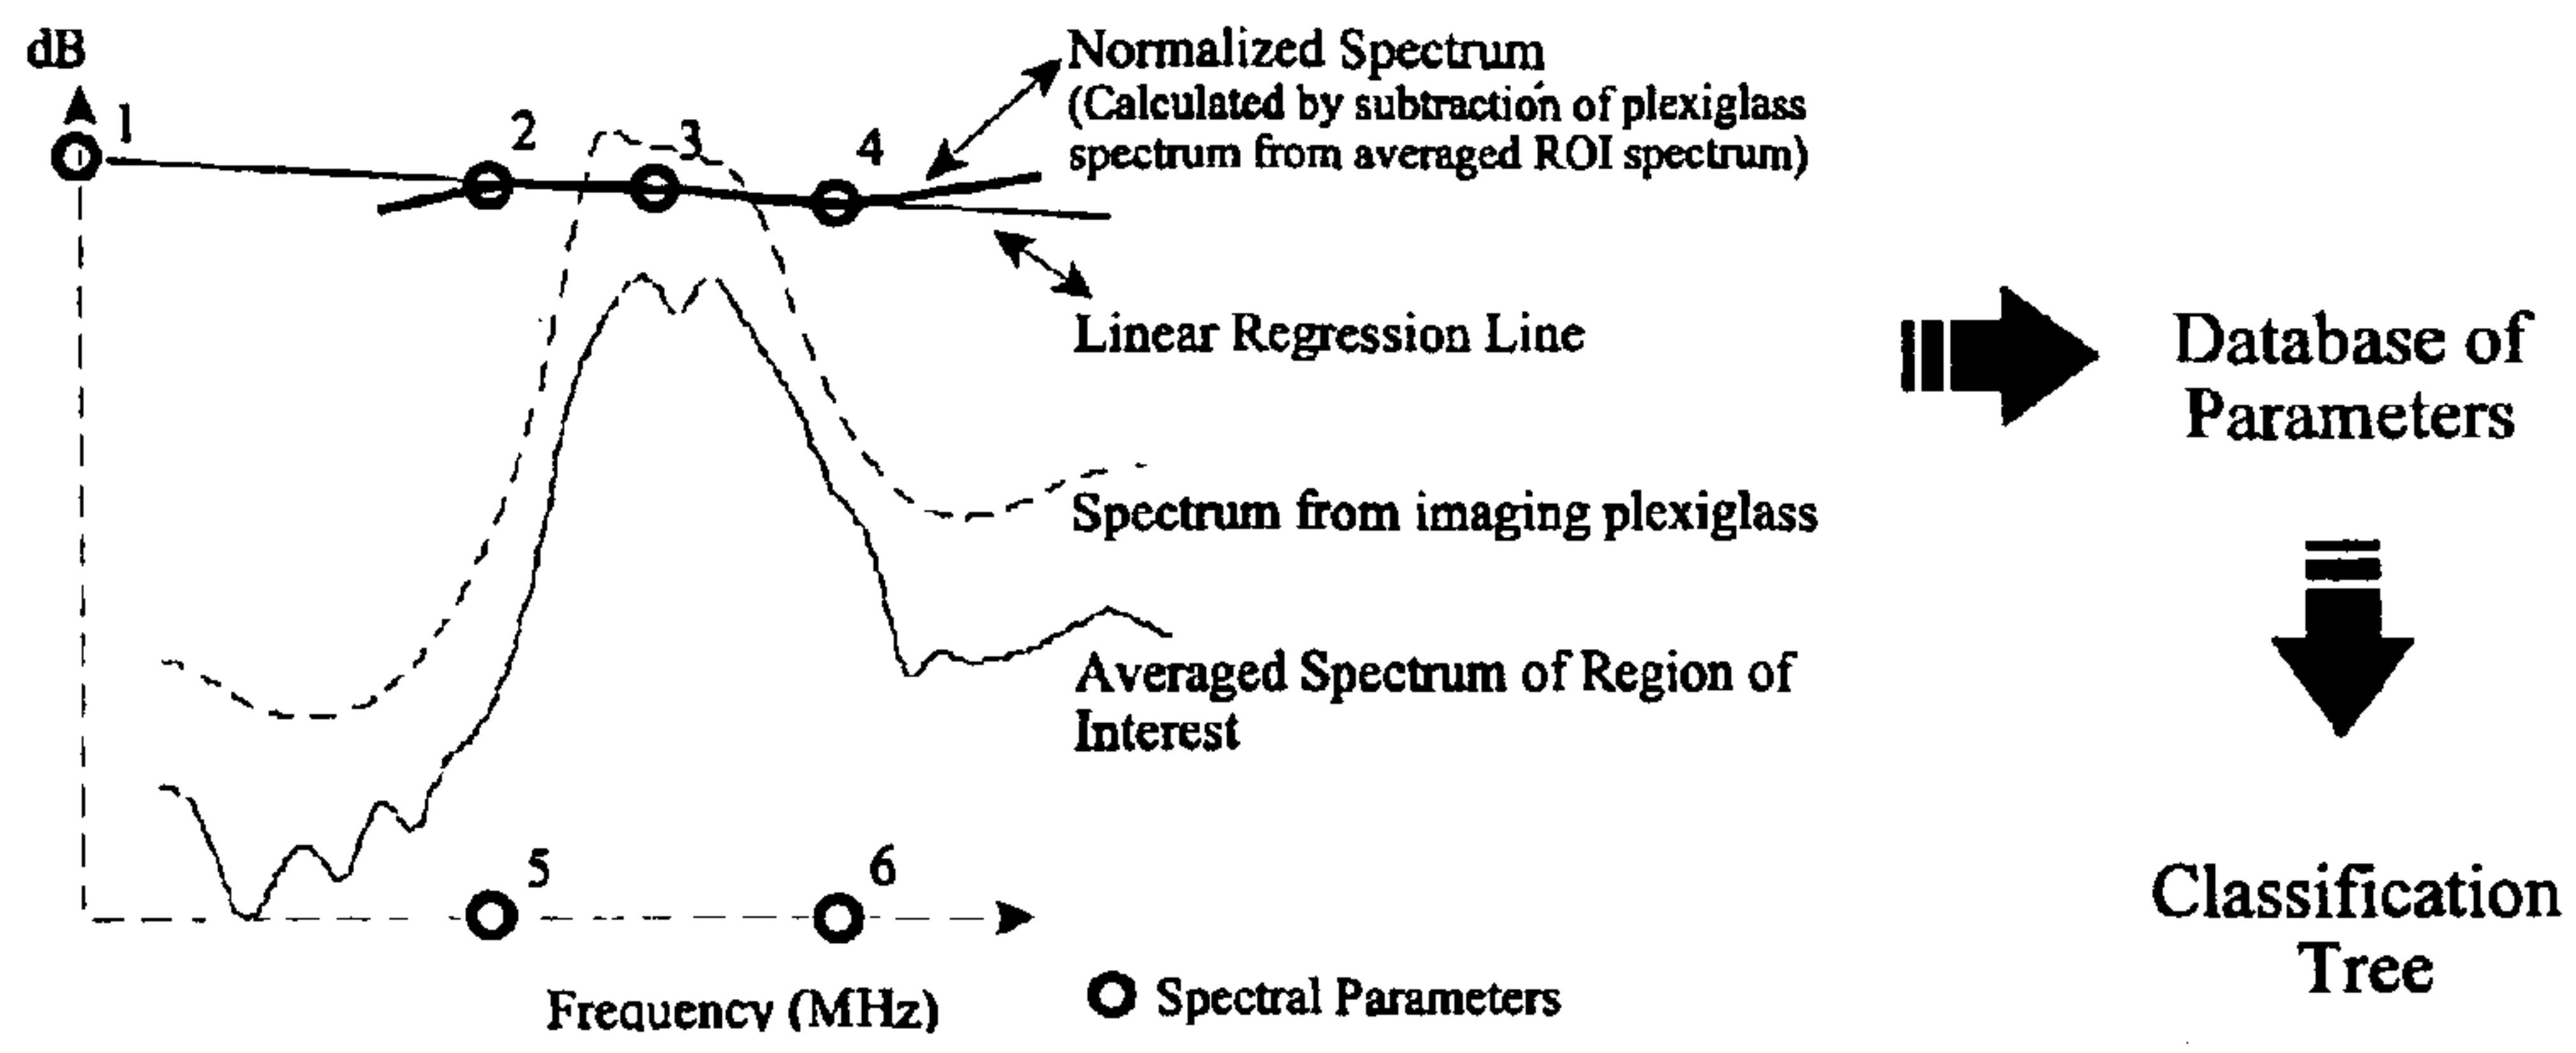 dB
1
2
3
4
Normalized Spectrum
(Calculated by subtraction of plexiglass
spectrum from averaged ROI spectrum)
Linear Regression Line
Spectrum from imaging plexiglass
Averaged Spectrum of Region of
Interest
5
6
Frequency (MHz)
Spectral Parameters
Database of
Parameters
Classification
Tree